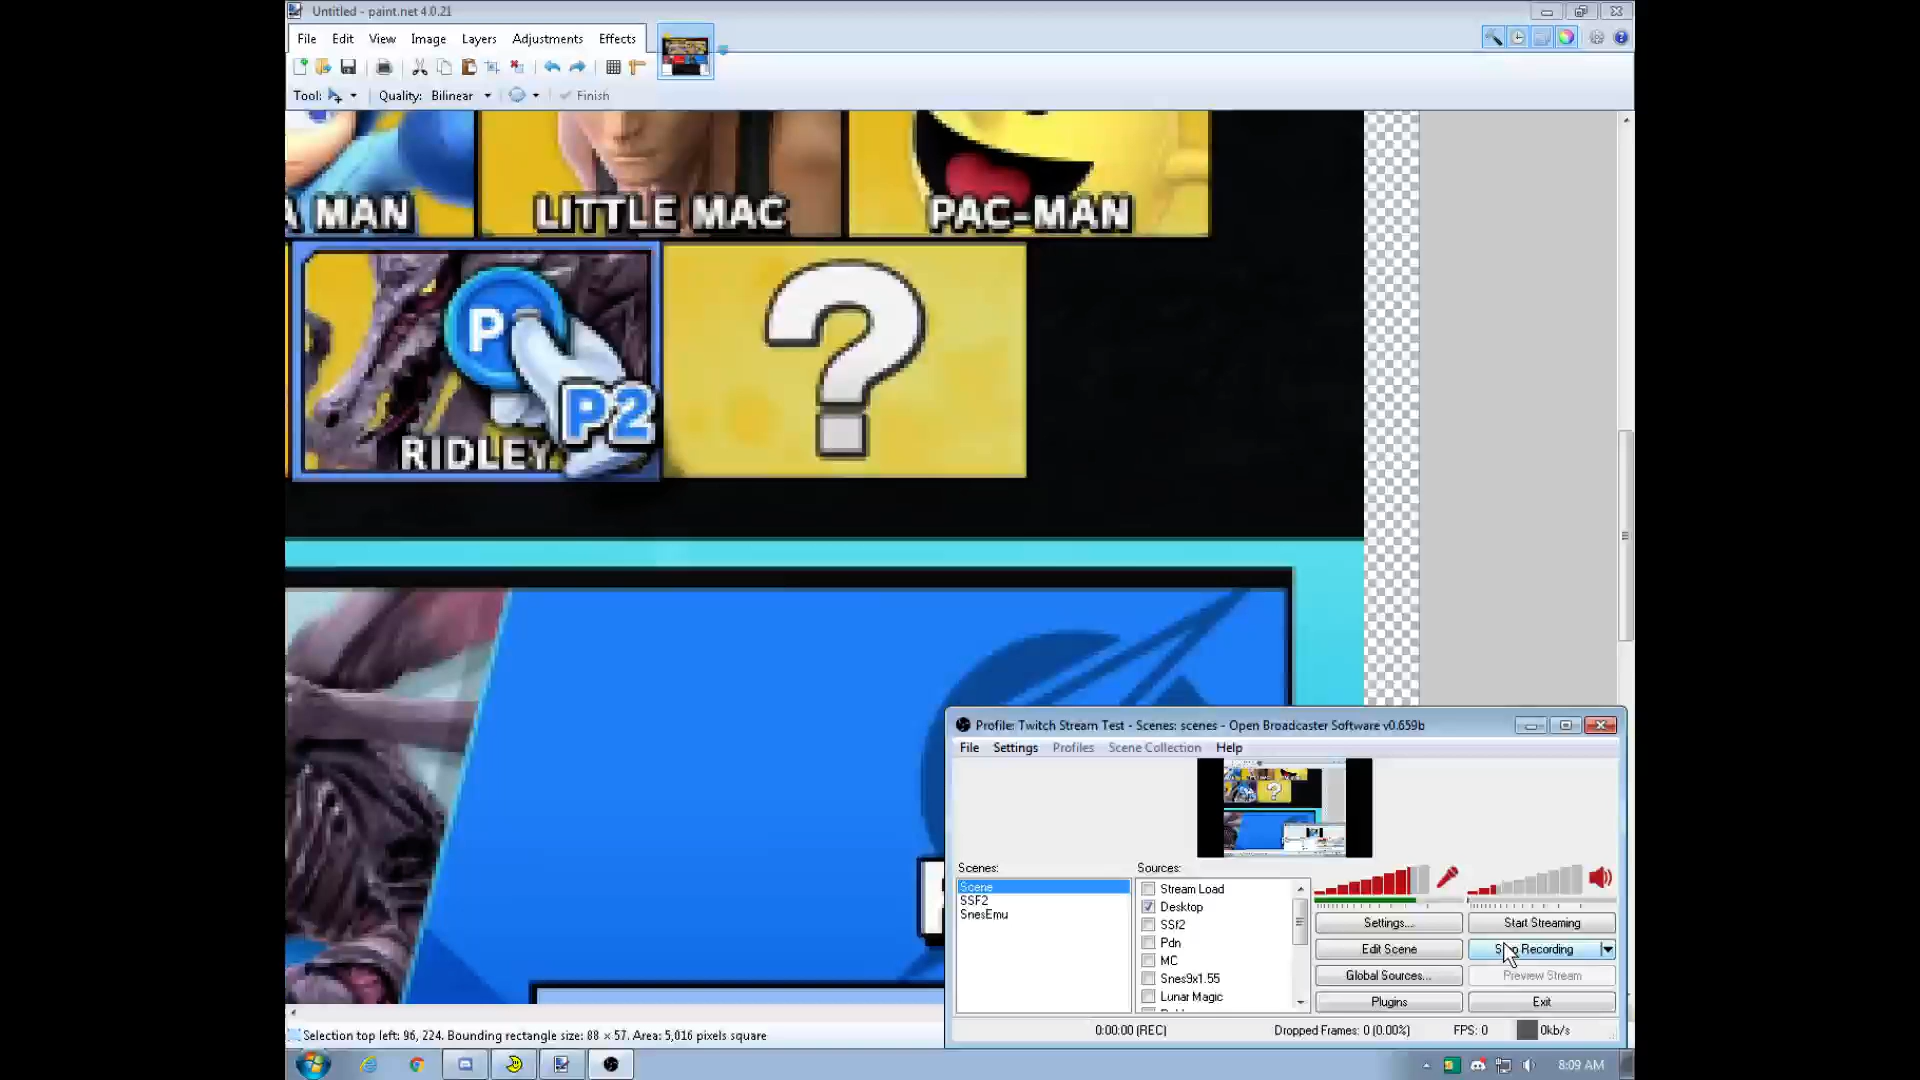 Untitled - paint.net 4.0.21
File Edit View Image Layers Adjustments Effects
Tool: Quality: Bilinear Finish
A MAN
LITTLE MAC
PAC-MAN
P
P2
RIDLEY
?
Profile: Twitch Stream Test - Scenes: scenes - Open Broadcaster Software v0.659b
File Settings Profiles Scene Collection Help
Scenes:
Scene
SSF2
SnesEmu
Sources:
Stream Load
Desktop
SSf2
Pdn
MC
Snes9x1.55
Lunar Magic
Settings... Start Streaming
Edit Scene Stop Recording
Global Sources... Preview Stream
Plugins Exit
0:00:00 (REC) Dropped Frames: 0 (0.00%) FPS: 0 0kb/s
Selection top left: 96, 224. Bounding rectangle size: 88 × 57. Area: 5,016 pixels square
8:09 AM